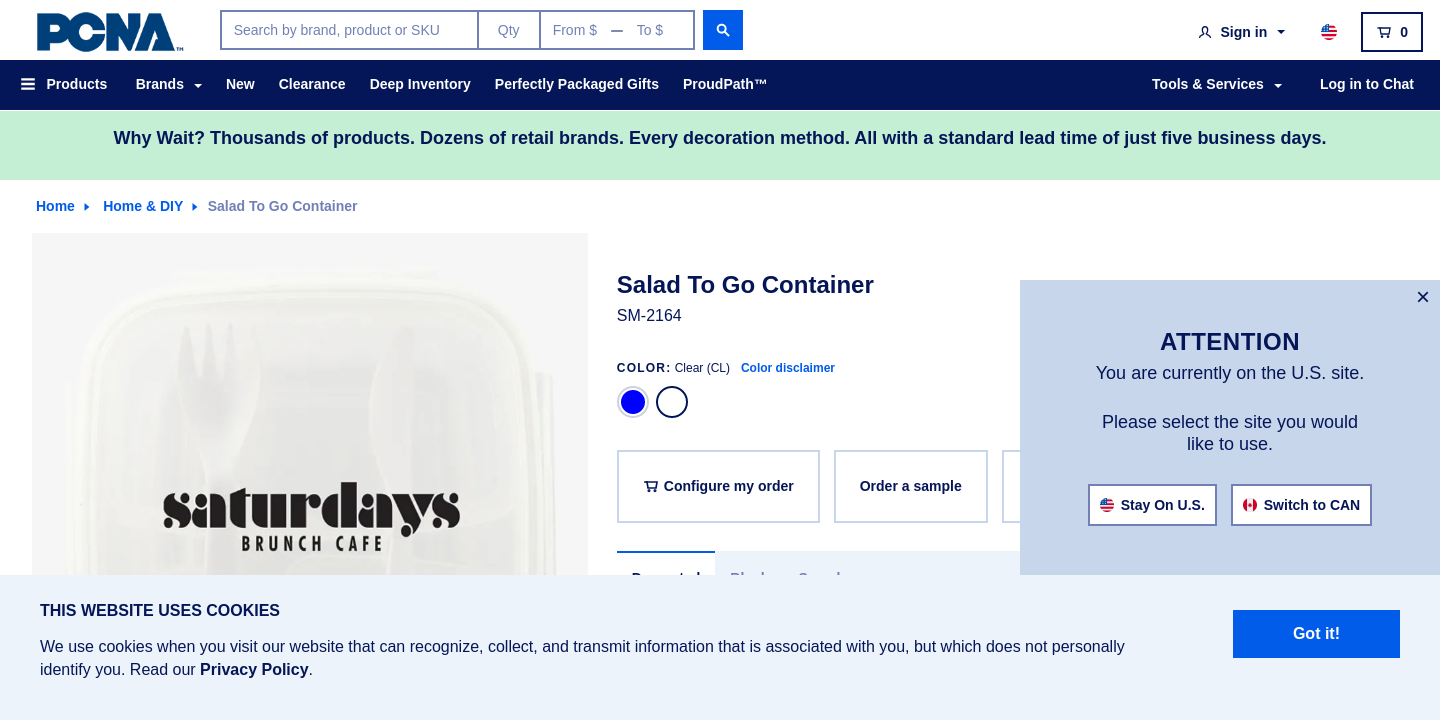 PCNA™
Search by brand, product or SKU
Qty
From $ — To $
Sign in
0
Products
Brands
New
Clearance
Deep Inventory
Perfectly Packaged Gifts
ProudPath™
Tools & Services
Log in to Chat
Why Wait? Thousands of products. Dozens of retail brands. Every decoration method. All with a standard lead time of just five business days.
Home
Home & DIY
Salad To Go Container
saturdays
BRUNCH CAFE
Salad To Go Container
SM-2164
COLOR: Clear (CL) Color disclaimer
Configure my order
Order a sample
×
ATTENTION
You are currently on the U.S. site.
Please select the site you would
like to use.
Stay On U.S.
Switch to CAN
THIS WEBSITE USES COOKIES
We use cookies when you visit our website that can recognize, collect, and transmit information that is associated with you, but which does not personally
identify you. Read our Privacy Policy.
Got it!